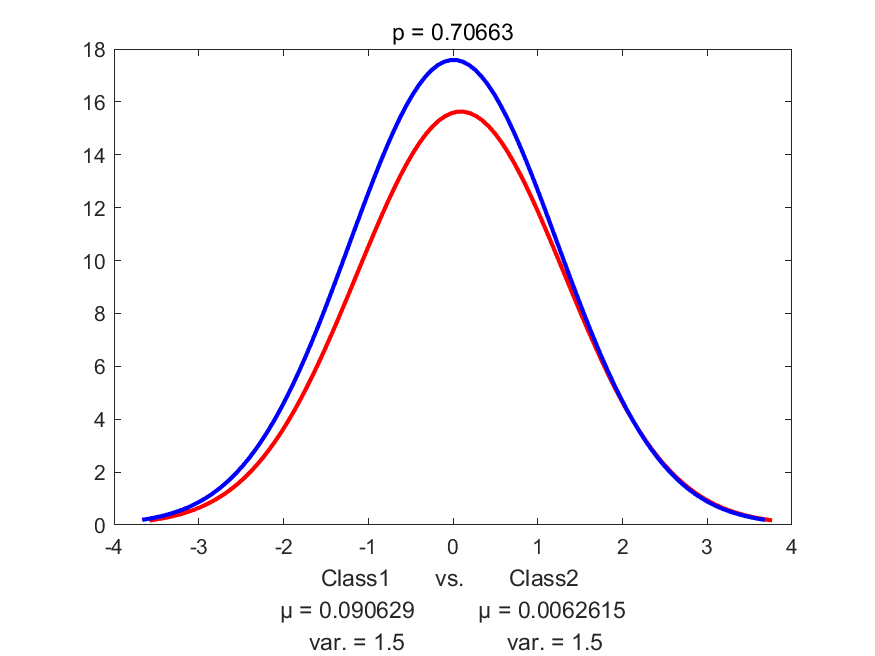 p = 0.70663
18
16
14
12
10
8
6
4
2
0
-4 -3 -2 -1 0 1 2 3 4
Class1 vs. Class2
μ = 0.090629 μ = 0.0062615
var. = 1.5 var. = 1.5